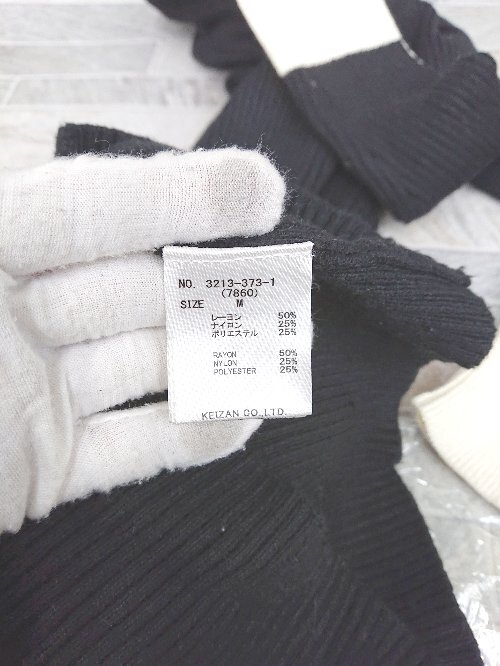 NO. 3213-373-1
(7860)
SIZE M
レーヨン 50%
ナイロン 25%
ポリエステル 25%
RAYON 50%
NYLON 25%
POLYESTER 25%
KEIZAN CO.,LTD.